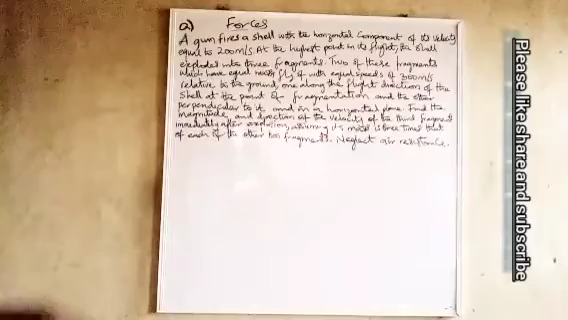 a) Forces
A gun fires a shell with the horizontal component of its velocity
equal to 200m/s. At the highest point in its flight, the shell
explodes into three fragments. Two of these fragments
which have equal mass fly off with equal speeds of 300m/s
relative to the ground, one along the flight direction of the
shell at the point of fragmentation and the other
perpendicular to it and in a horizontal plane. Find the
magnitude and direction of the velocity of the third fragment
immediately after explosion, assuming its mass is three times that
of each of the other two fragments. Neglect air resistance.
Please like share and subscribe